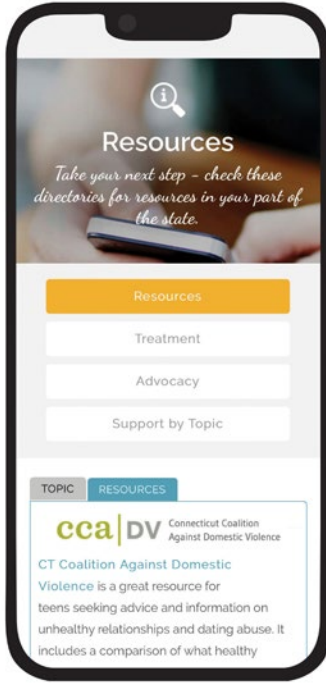 Resources
Take your next step - check these
directories for resources in your part of
the state.
Resources
Treatment
Advocacy
Support by Topic
TOPIC RESOURCES
cca DV Connecticut Coalition
Against Domestic Violence
CT Coalition Against Domestic
Violence is a great resource for
teens seeking advice and information on
unhealthy relationships and dating abuse. It
includes a comparison of what healthy